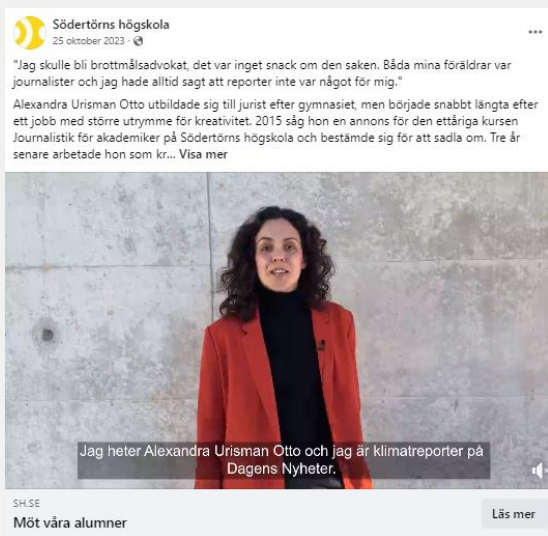 Södertörns högskola
25 oktober 2023 ·
"Jag skulle bli brottmålsadvokat, det var inget snack om den saken. Båda mina föräldrar var
journalister och jag hade alltid sagt att reporter inte var något för mig."
Alexandra Urisman Otto utbildade sig till jurist efter gymnasiet, men började snabbt längta efter
ett jobb med större utrymme för kreativitet. 2015 såg hon en annons för den ettåriga kursen
Journalistik för akademiker på Södertörns högskola och bestämde sig för att sadla om. Tre år
senare arbetade hon som kr... Visa mer
Jag heter Alexandra Urisman Otto och jag är klimatreporter på
Dagens Nyheter.
SH.SE
Möt våra alumner
Läs mer